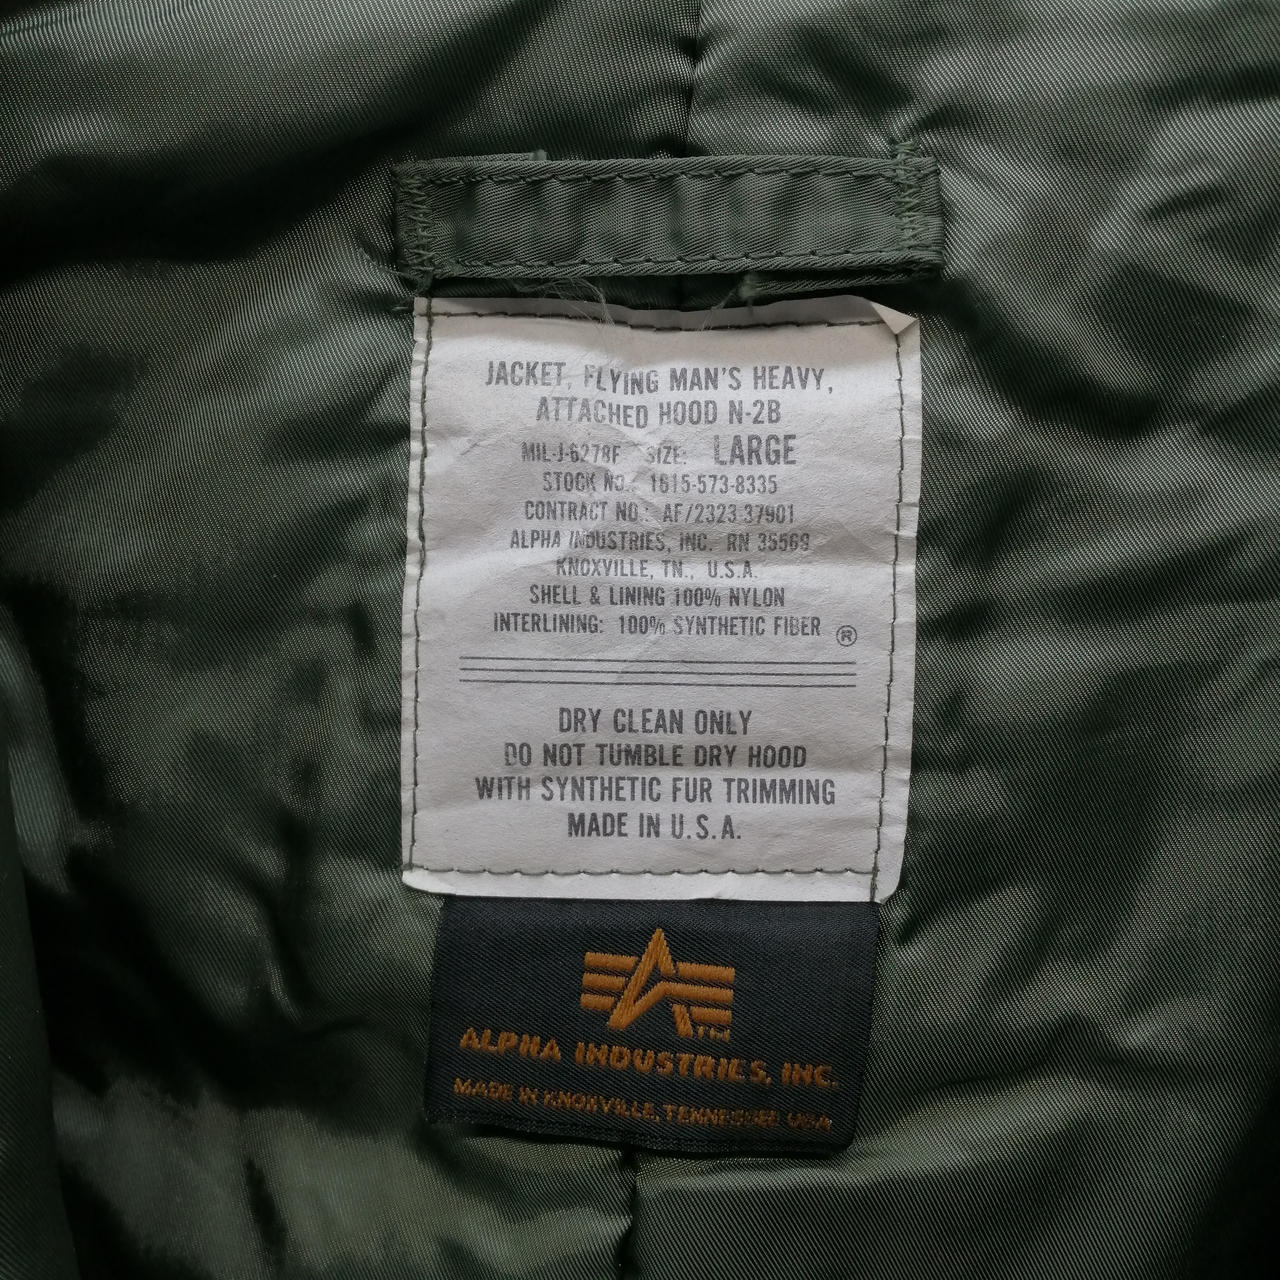 JACKET, FLYING MAN'S HEAVY,
ATTACHED HOOD N-2B
MIL-J-6278F SIZE: LARGE
STOCK NO.: 1615-573-8335
CONTRACT NO.: AF/2323 37901
ALPHA INDUSTRIES, INC. RN 35569
KNOXVILLE, TN., U.S.A.
SHELL & LINING 100% NYLON
INTERLINING: 100% SYNTHETIC FIBER ®
DRY CLEAN ONLY
DO NOT TUMBLE DRY HOOD
WITH SYNTHETIC FUR TRIMMING
MADE IN U.S.A.
TM
ALPHA INDUSTRIES, INC.
MADE IN KNOXVILLE, TENNESSEE USA